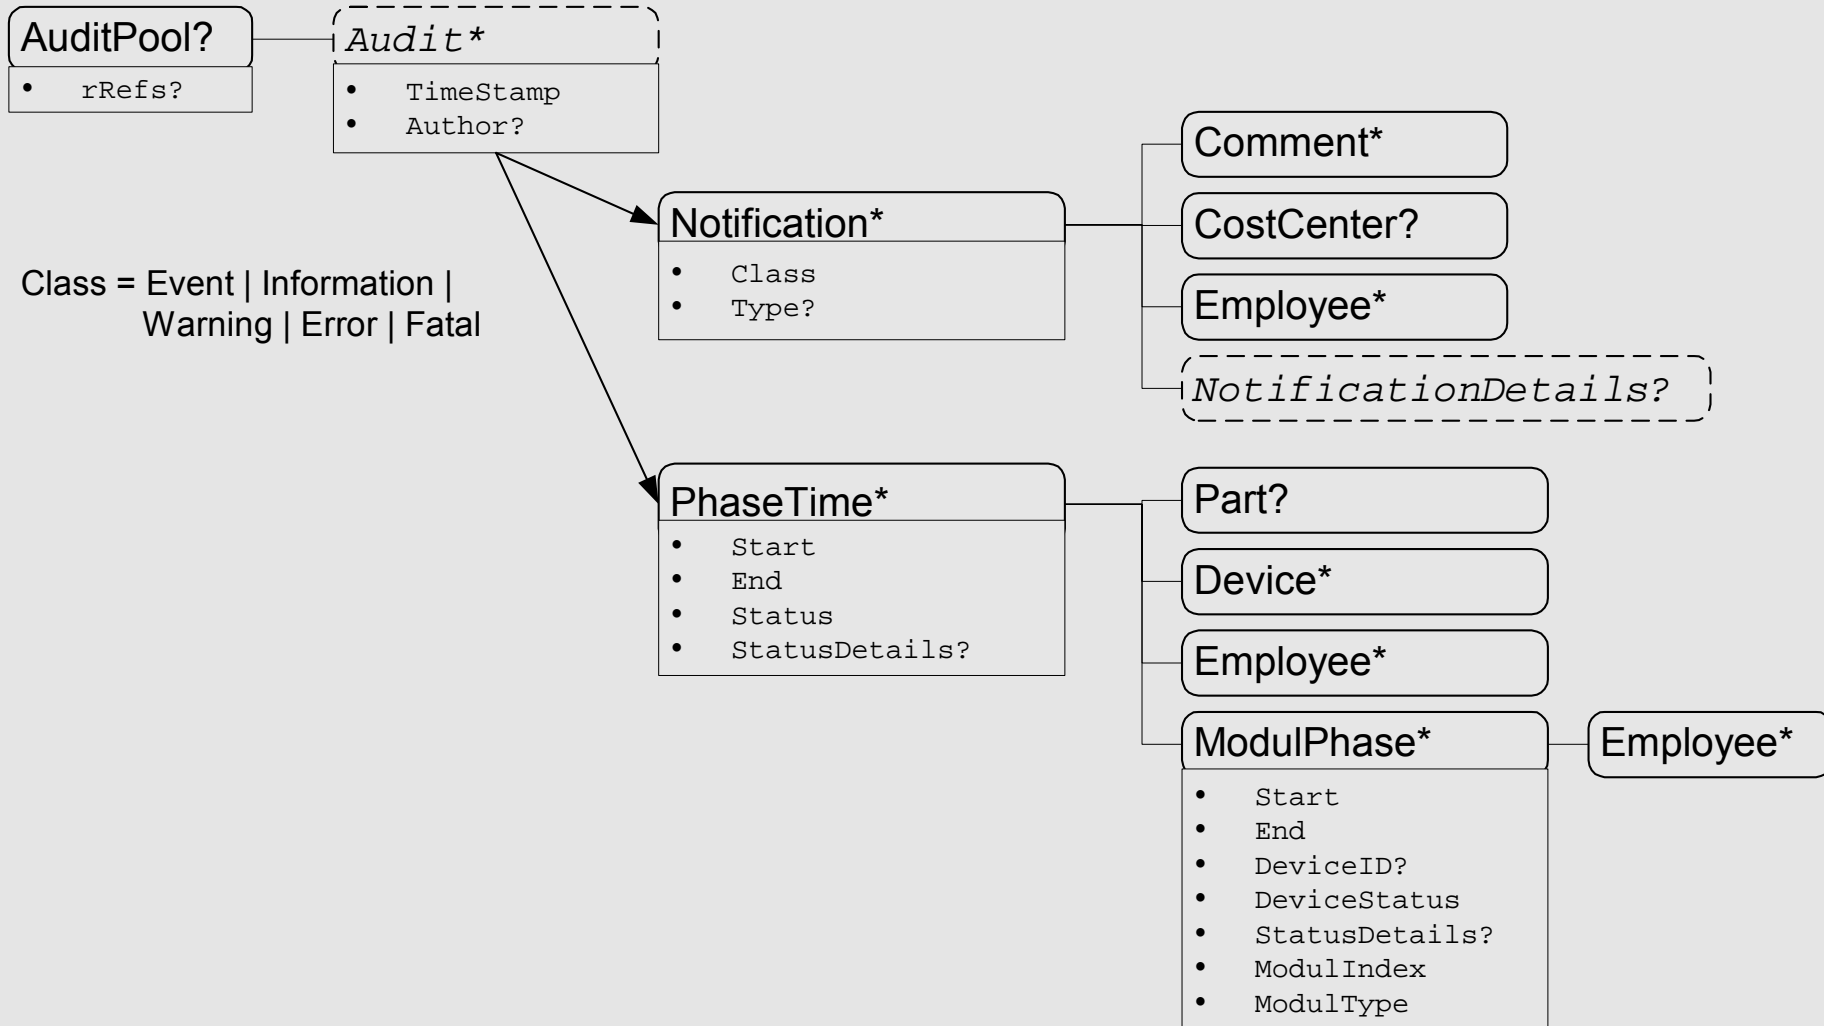 AuditPool?
• rRefs?
Audit*
• TimeStamp
• Author?
Class = Event | Information |
Warning | Error | Fatal
Notification*
• Class
• Type?
Comment*
CostCenter?
Employee*
NotificationDetails?
PhaseTime*
• Start
• End
• Status
• StatusDetails?
Part?
Device*
Employee*
ModulPhase*
• Start
• End
• DeviceID?
• DeviceStatus
• StatusDetails?
• ModulIndex
• ModulType
Employee*